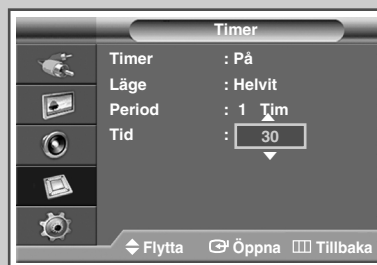 Timer
Timer : På
Läge : Helvit
Period : 1 Tim
Tid : 30
Flytta Öppna Tillbaka